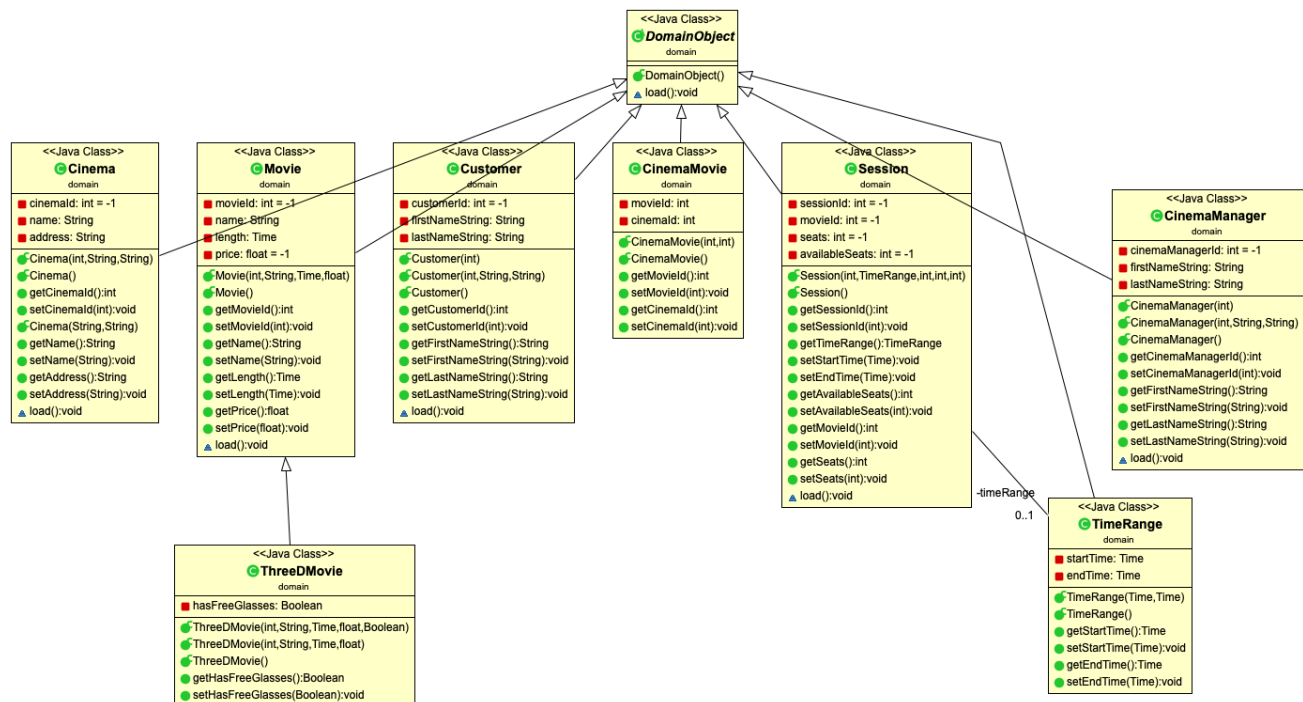 <<Java Class>>
DomainObject
domain
DomainObject()
load():void
<<Java Class>>
Cinema
domain
cinemaId: int = -1
name: String
address: String
Cinema(int,String,String)
Cinema()
getCinemaId():int
setCinemaId(int):void
Cinema(String,String)
getName():String
setName(String):void
getAddress():String
setAddress(String):void
load():void
<<Java Class>>
Movie
domain
movieId: int = -1
name: String
length: Time
price: float = -1
Movie(int,String,Time,float)
Movie()
getMovieId():int
setMovieId(int):void
getName():String
setName(String):void
getLength():Time
setLength(Time):void
getPrice():float
setPrice(float):void
load():void
<<Java Class>>
Customer
domain
customerId: int = -1
firstNameString: String
lastNameString: String
Customer(int)
Customer(int,String,String)
Customer()
getCustomerId():int
setCustomerId(int):void
getFirstNameString():String
setFirstNameString(String):void
getLastNameString():String
setLastNameString(String):void
load():void
<<Java Class>>
CinemaMovie
domain
movieId: int
cinemaId: int
CinemaMovie(int,int)
CinemaMovie()
getMovieId():int
setMovieId(int):void
getCinemaId():int
setCinemaId(int):void
<<Java Class>>
Session
domain
sessionId: int = -1
movieId: int = -1
seats: int = -1
availableSeats: int = -1
Session(int,TimeRange,int,int,int)
Session()
getSessionId():int
setSessionId(int):void
getTimeRange():TimeRange
setStartTime(Time):void
setEndTime(Time):void
getAvailableSeats():int
setAvailableSeats(int):void
getMovieId():int
setMovieId(int):void
getSeats():int
setSeats(int):void
load():void
<<Java Class>>
CinemaManager
domain
cinemaManagerId: int = -1
firstNameString: String
lastNameString: String
CinemaManager(int)
CinemaManager(int,String,String)
CinemaManager()
getCinemaManagerId():int
setCinemaManagerId(int):void
getFirstNameString():String
setFirstNameString(String):void
getLastNameString():String
setLastNameString(String):void
load():void
-timeRange
0..1
<<Java Class>>
TimeRange
domain
startTime: Time
endTime: Time
TimeRange(Time,Time)
TimeRange()
getStartTime():Time
setStartTime(Time):void
getEndTime():Time
setEndTime(Time):void
<<Java Class>>
ThreeDMovie
domain
hasFreeGlasses: Boolean
ThreeDMovie(int,String,Time,float,Boolean)
ThreeDMovie(int,String,Time,float)
ThreeDMovie()
getHasFreeGlasses():Boolean
setHasFreeGlasses(Boolean):void